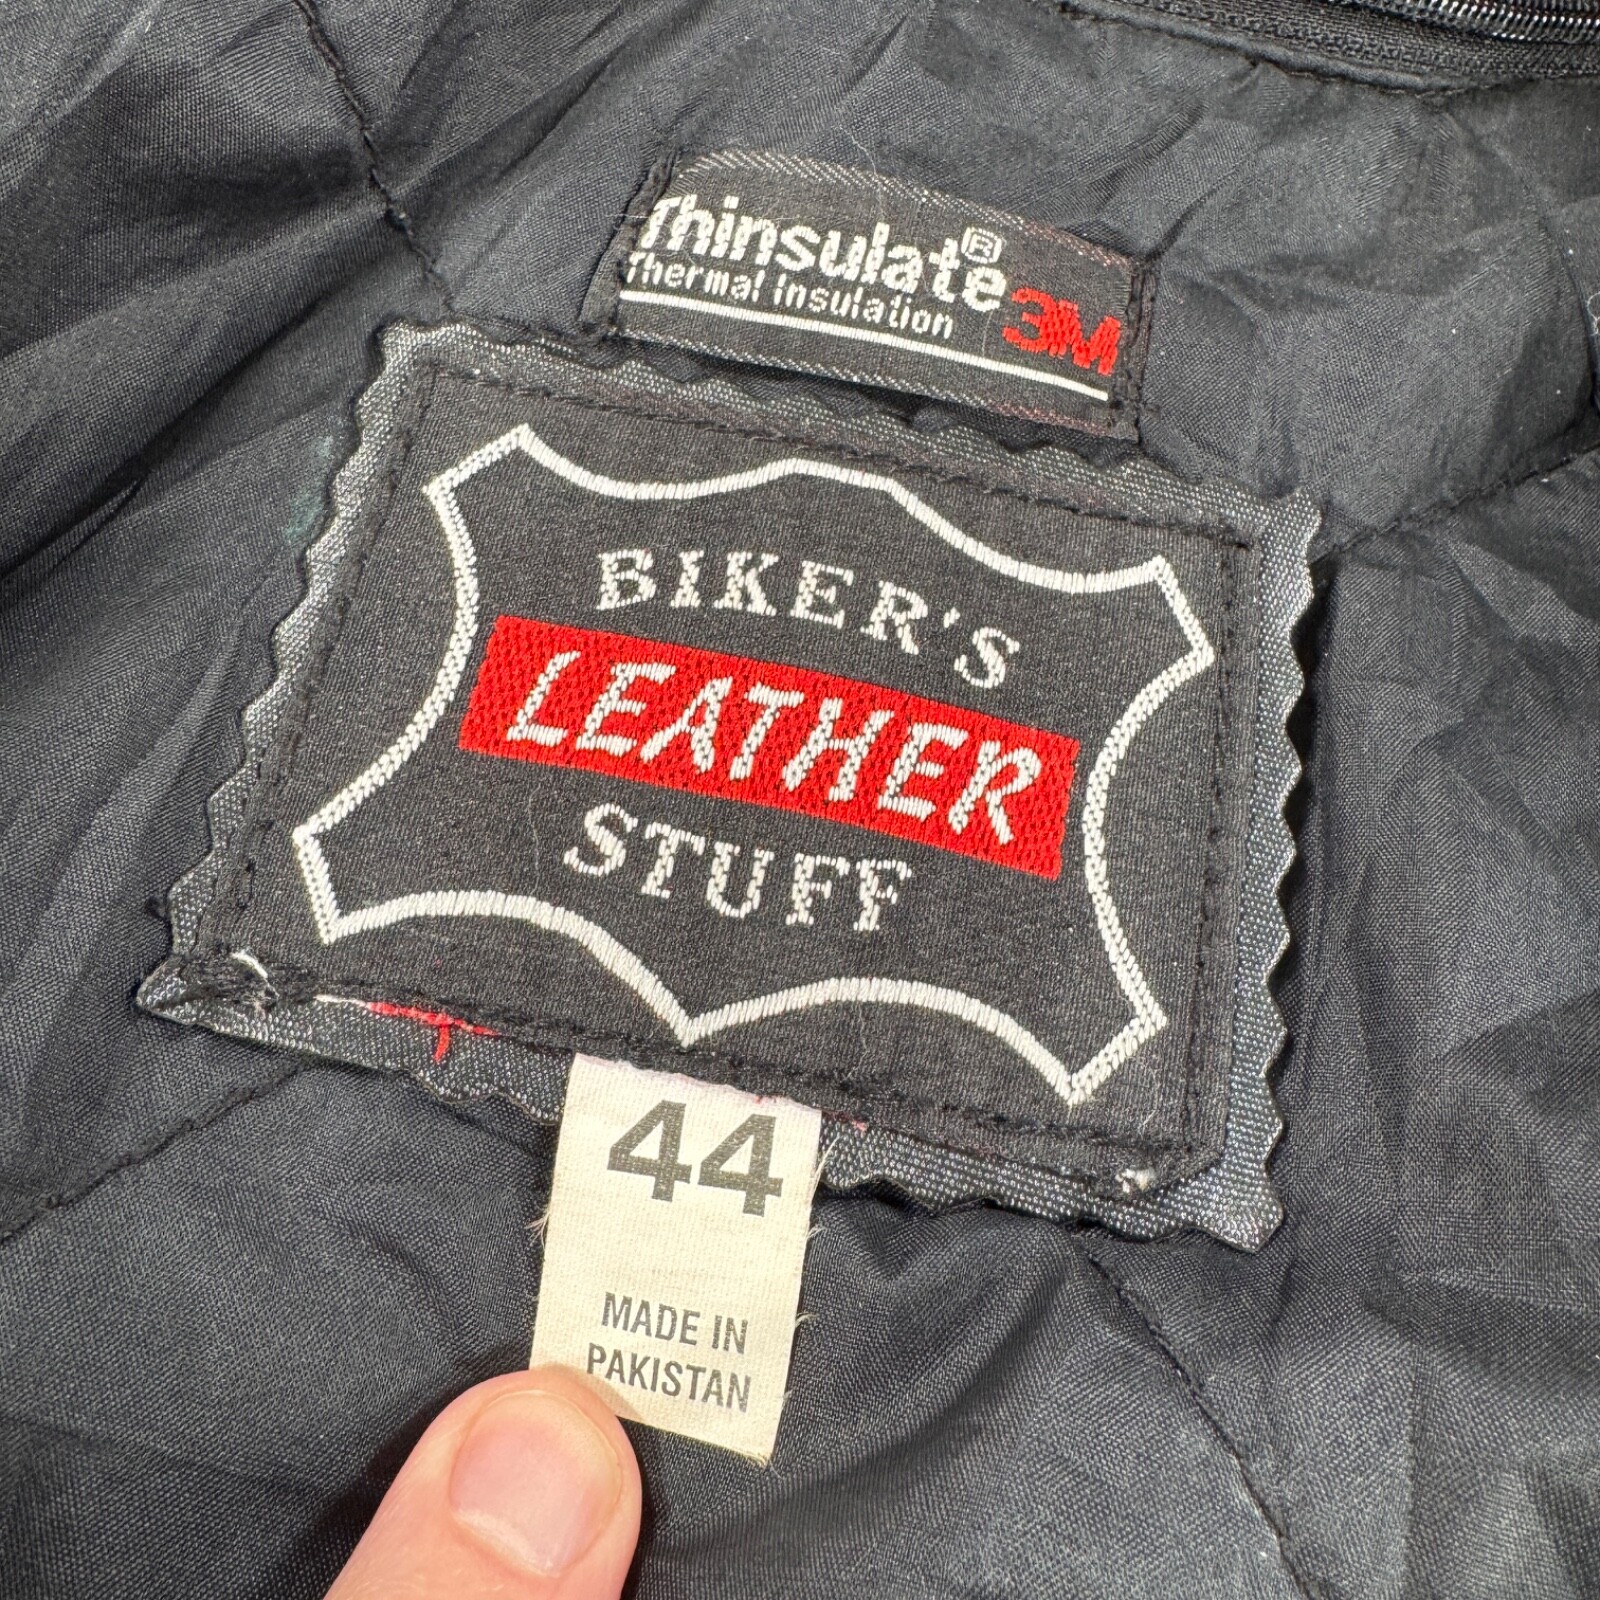 Thinsulate®
Thermal Insulation
3M
BIKER'S
LEATHER
STUFF
44
MADE IN
PAKISTAN